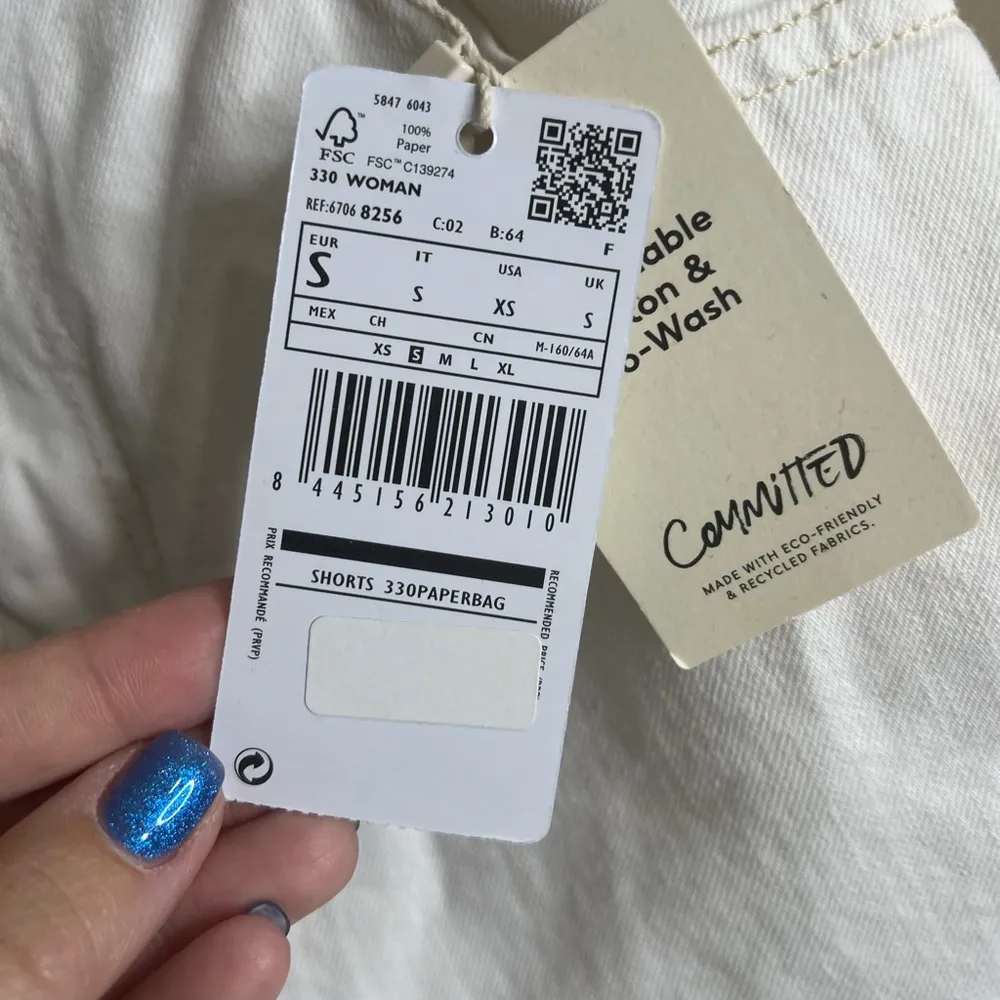 5847 6043
100%
Paper
FSC
FSC™ C139274
330 WOMAN
REF:6706 8256 C:02 B:64 F
EUR IT USA UK
S S XS S
MEX CH CN M-160/64A
XS S M L XL
8 445156 213010
PRIX RECOMMANDÉ (PRVP)
RECOMMENDED
SHORTS 330PAPERBAG
able
ton &
o-Wash
COMMITTED
MADE WITH ECO-FRIENDLY
& RECYCLED FABRICS.